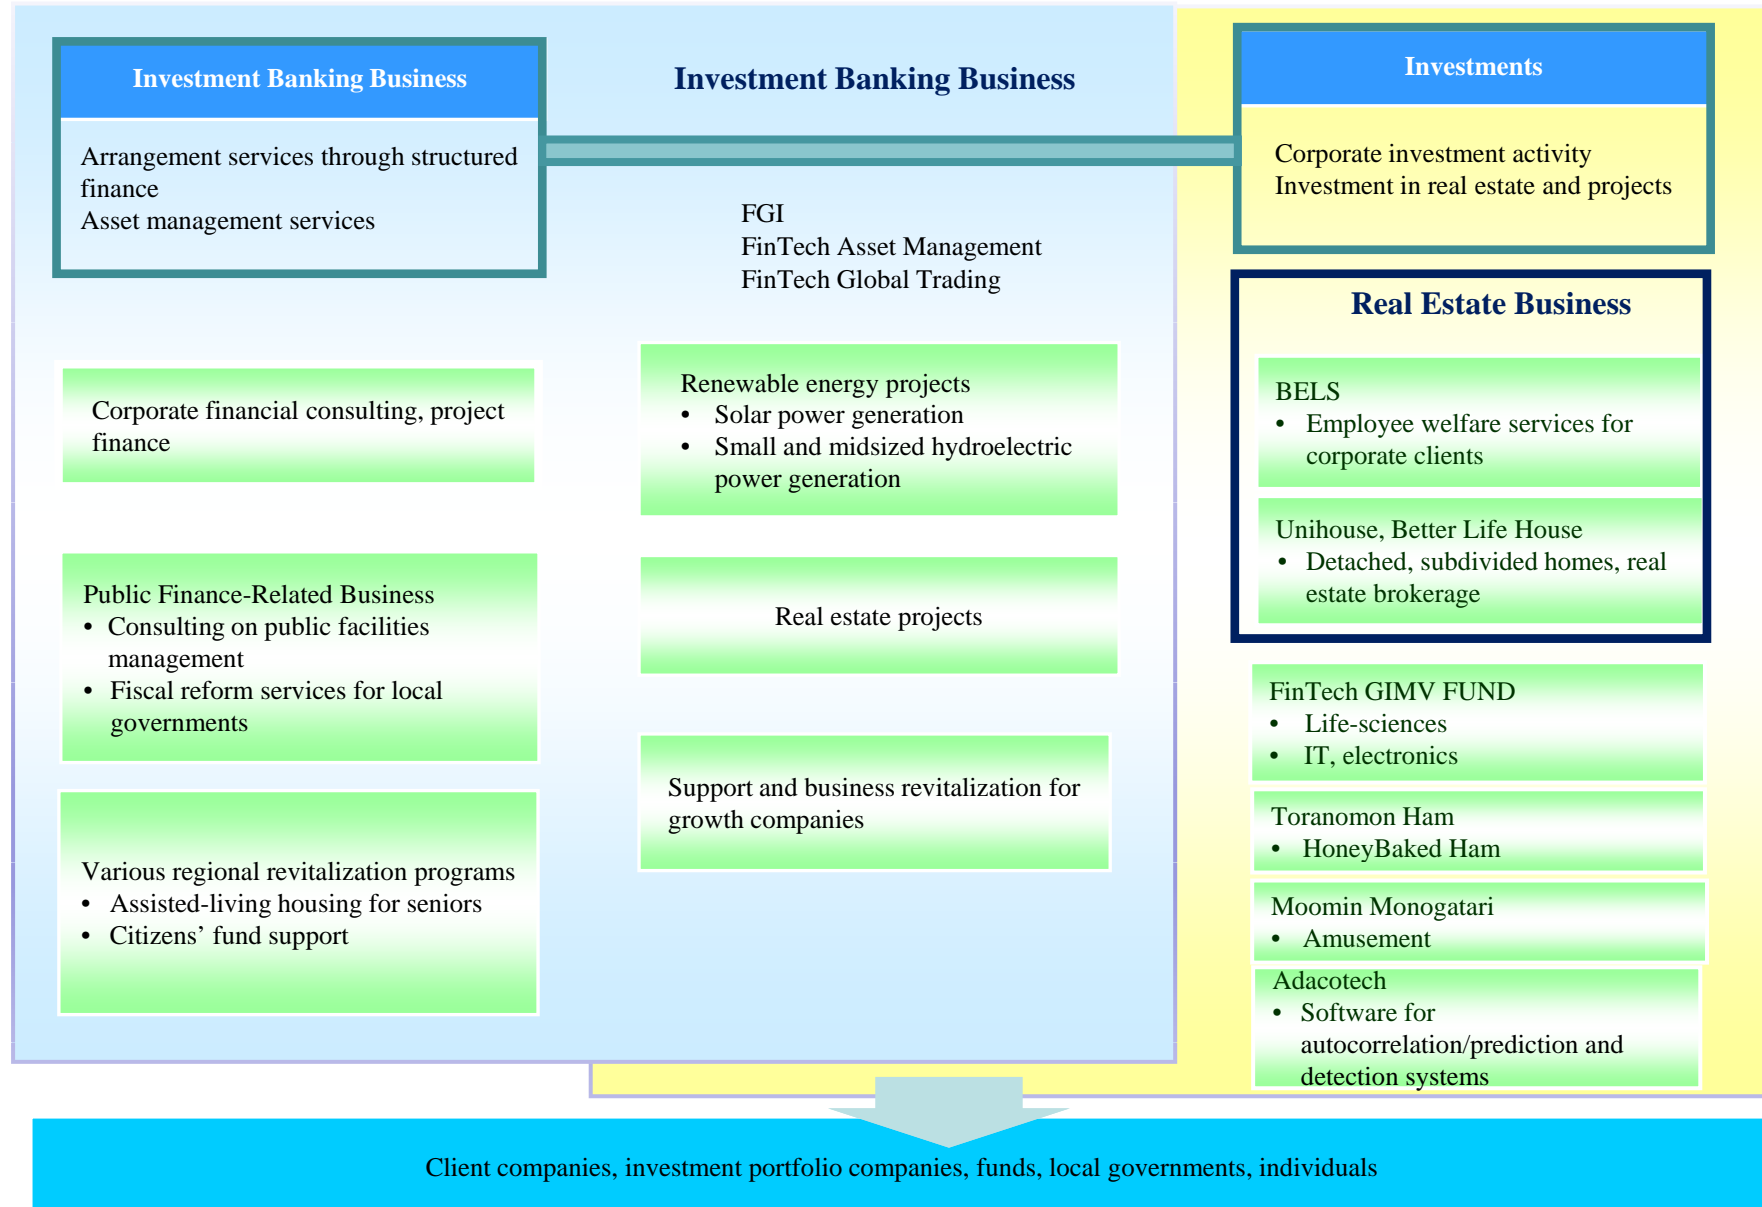 Investment Banking Business
Arrangement services through structured
finance
Asset management services
Corporate financial consulting, project
finance
Public Finance-Related Business
• Consulting on public facilities
management
• Fiscal reform services for local
governments
Various regional revitalization programs
• Assisted-living housing for seniors
• Citizens’ fund support
Investment Banking Business
FGI
FinTech Asset Management
FinTech Global Trading
Renewable energy projects
• Solar power generation
• Small and midsized hydroelectric
power generation
Real estate projects
Support and business revitalization for
growth companies
Investments
Corporate investment activity
Investment in real estate and projects
Real Estate Business
BELS
• Employee welfare services for
corporate clients
Unihouse, Better Life House
• Detached, subdivided homes, real
estate brokerage
FinTech GIMV FUND
• Life-sciences
• IT, electronics
Toranomon Ham
• HoneyBaked Ham
Moomin Monogatari
• Amusement
Adacotech
• Software for
autocorrelation/prediction and
detection systems
Client companies, investment portfolio companies, funds, local governments, individuals